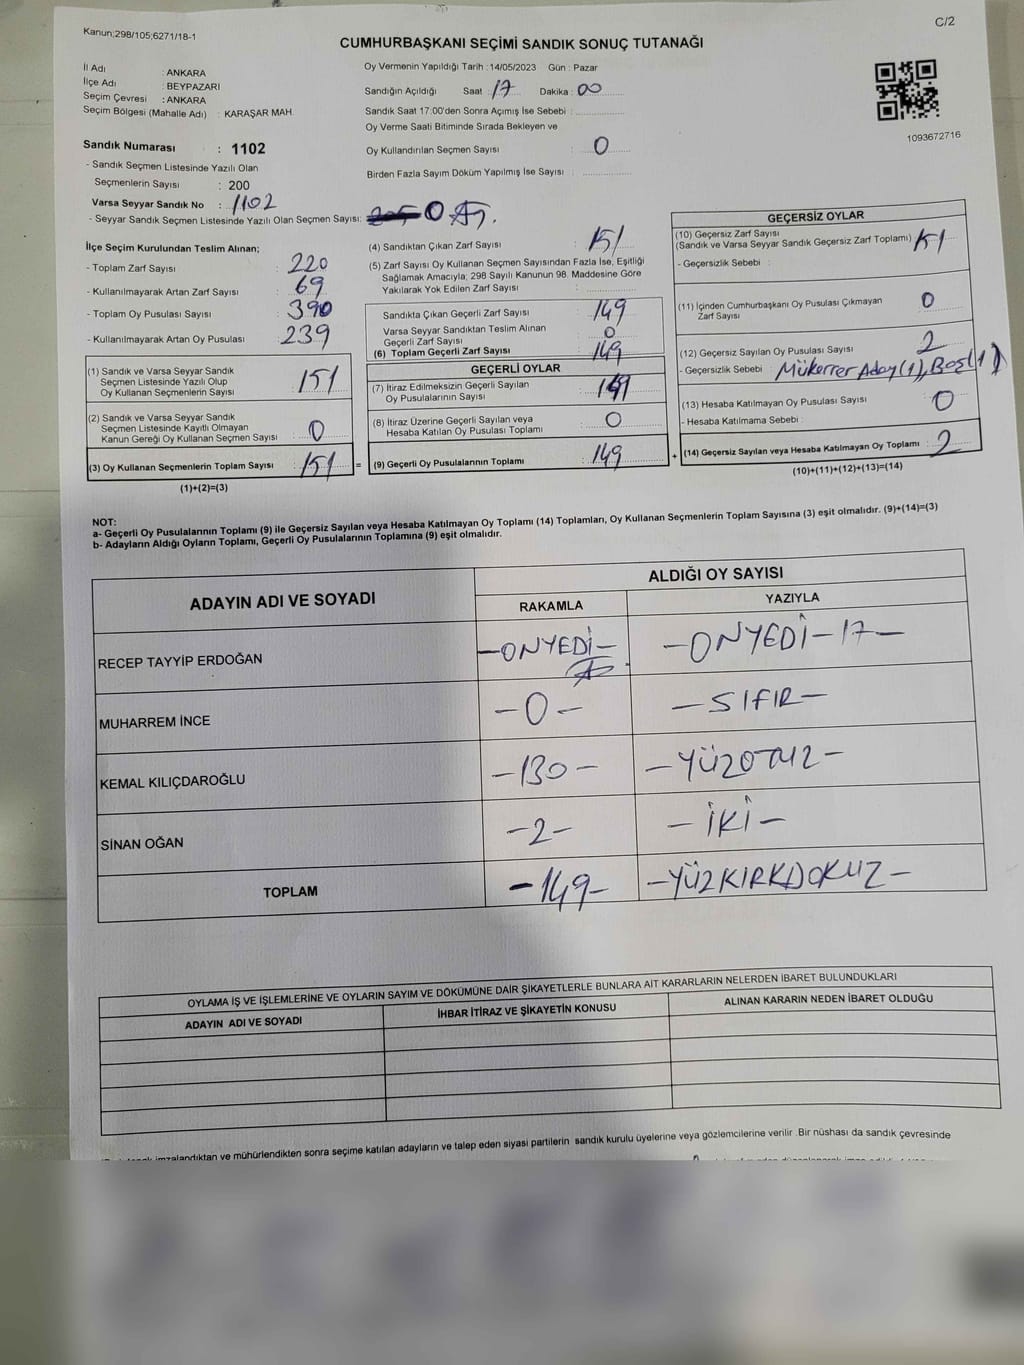 Kanun;298/105;6271/18-1
C/2
CUMHURBAŞKANI SEÇİMİ SANDIK SONUÇ TUTANAĞI
İl Adı : ANKARA
İlçe Adı : BEYPAZARI
Seçim Çevresi : ANKARA
Seçim Bölgesi (Mahalle Adı) : KARAŞAR MAH.
Oy Vermenin Yapıldığı Tarih : 14/05/2023 Gün : Pazar
Sandığın Açıldığı Saat : 17 Dakika : 00
Sandık Saat 17:00'den Sonra Açımış İse Sebebi :
Oy Verme Saati Bitiminde Sırada Bekleyen ve
Oy Kullandırılan Seçmen Sayısı : 0
Birden Fazla Sayım Döküm Yapılmış İse Sayısı :
1093672716
Sandık Numarası : 1102
- Sandık Seçmen Listesinde Yazılı Olan
Seçmenlerin Sayısı : 200
Varsa Seyyar Sandık No : 1102
- Seyyar Sandık Seçmen Listesinde Yazılı Olan Seçmen Sayısı: 0
İlçe Seçim Kurulundan Teslim Alınan;
- Toplam Zarf Sayısı : 220
- Kullanılmayarak Artan Zarf Sayısı : 69
- Toplam Oy Pusulası Sayısı : 390
- Kullanılmayarak Artan Oy Pusulası : 239
(1) Sandık ve Varsa Seyyar Sandık
Seçmen Listesinde Yazılı Olup
Oy Kullanan Seçmenlerin Sayısı : 151
(2) Sandık ve Varsa Seyyar Sandık
Seçmen Listesinde Kayıtlı Olmayan
Kanun Gereği Oy Kullanan Seçmen Sayısı : 0
(3) Oy Kullanan Seçmenlerin Toplam Sayısı : 151 =
(1)+(2)=(3)
(4) Sandıktan Çıkan Zarf Sayısı : 151
(5) Zarf Sayısı Oy Kullanan Seçmen Sayısından Fazla İse, Eşitliği
Sağlamak Amacıyla; 298 Sayılı Kanunun 98. Maddesine Göre
Yakılarak Yok Edilen Zarf Sayısı :
Sandıkta Çıkan Geçerli Zarf Sayısı : 149
Varsa Seyyar Sandıktan Teslim Alınan
Geçerli Zarf Sayısı : 0
(6) Toplam Geçerli Zarf Sayısı : 149
GEÇERLİ OYLAR
(7) İtiraz Edilmeksizin Geçerli Sayılan
Oy Pusulalarının Sayısı : 149
(8) İtiraz Üzerine Geçerli Sayılan veya
Hesaba Katılan Oy Pusulası Toplamı : 0
(9) Geçerli Oy Pusulalarının Toplamı : 149 +
GEÇERSİZ OYLAR
(10) Geçersiz Zarf Sayısı
(Sandık ve Varsa Seyyar Sandık Geçersiz Zarf Toplamı) : 151
- Geçersizlik Sebebi :
(11) İçinden Cumhurbaşkanı Oy Pusulası Çıkmayan
Zarf Sayısı : 0
(12) Geçersiz Sayılan Oy Pusulası Sayısı : 2
- Geçersizlik Sebebi : Mükerrer Aday(1), Boş(1)
(13) Hesaba Katılmayan Oy Pusulası Sayısı : 0
- Hesaba Katılmama Sebebi :
(14) Geçersiz Sayılan veya Hesaba Katılmayan Oy Toplamı : 2
(10)+(11)+(12)+(13)=(14)
NOT:
a- Geçerli Oy Pusulalarının Toplamı (9) ile Geçersiz Sayılan veya Hesaba Katılmayan Oy Toplamı (14) Toplamları, Oy Kullanan Seçmenlerin Toplam Sayısına (3) eşit olmalıdır. (9)+(14)=(3)
b- Adayların Aldığı Oyların Toplamı, Geçerli Oy Pusulalarının Toplamına (9) eşit olmalıdır.
ADAYIN ADI VE SOYADI
ALDIĞI OY SAYISI
RAKAMLA YAZIYLA
RECEP TAYYİP ERDOĞAN -ONYEDİ- -ONYEDİ-17-
MUHARREM İNCE -0- -SIFIR-
KEMAL KILIÇDAROĞLU -130- -YÜZOTUZ-
SİNAN OĞAN -2- -İKİ-
TOPLAM -149- -YÜZKIRKDOKUZ-
OYLAMA İŞ VE İŞLEMLERİNE VE OYLARIN SAYIM VE DÖKÜMÜNE DAİR ŞİKAYETLERLE BUNLARA AİT KARARLARIN NELERDEN İBARET BULUNDUKLARI
ADAYIN ADI VE SOYADI İHBAR İTİRAZ VE ŞİKAYETİN KONUSU ALINAN KARARIN NEDEN İBARET OLDUĞU
imzalandıktan ve mühürlendikten sonra seçime katılan adayların ve talep eden siyasi partilerin sandık kurulu üyelerine veya gözlemcilerine verilir .Bir nüshası da sandık çevresinde